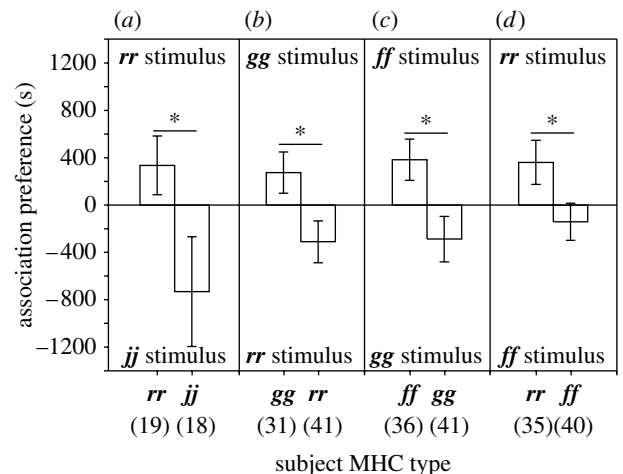 (a) (b) (c) (d)
rr stimulus gg stimulus ff stimulus rr stimulus
* * * *
association preference (s)
1200
800
400
0
−400
−800
−1200
jj stimulus rr stimulus gg stimulus ff stimulus
rr jj gg rr ff gg rr ff
(19) (18) (31) (41) (36) (41) (35)(40)
subject MHC type